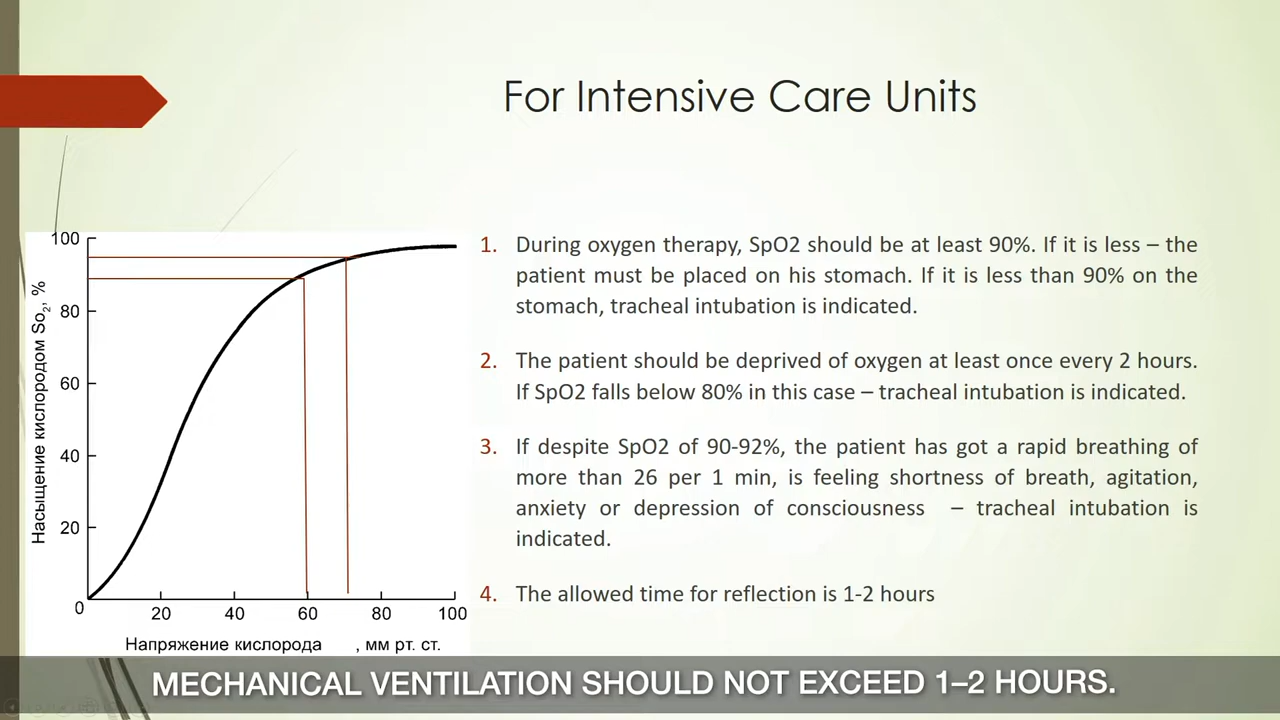 For Intensive Care Units
100
80
60
40
20
0
20 40 60 80 100
Насыщение кислородом So2, %
Напряжение кислорода , мм рт. ст.
1. During oxygen therapy, SpO2 should be at least 90%. If it is less – the
patient must be placed on his stomach. If it is less than 90% on the
stomach, tracheal intubation is indicated.
2. The patient should be deprived of oxygen at least once every 2 hours.
If SpO2 falls below 80% in this case – tracheal intubation is indicated.
3. If despite SpO2 of 90-92%, the patient has got a rapid breathing of
more than 26 per 1 min, is feeling shortness of breath, agitation,
anxiety or depression of consciousness – tracheal intubation is
indicated.
4. The allowed time for reflection is 1-2 hours
MECHANICAL VENTILATION SHOULD NOT EXCEED 1–2 HOURS.